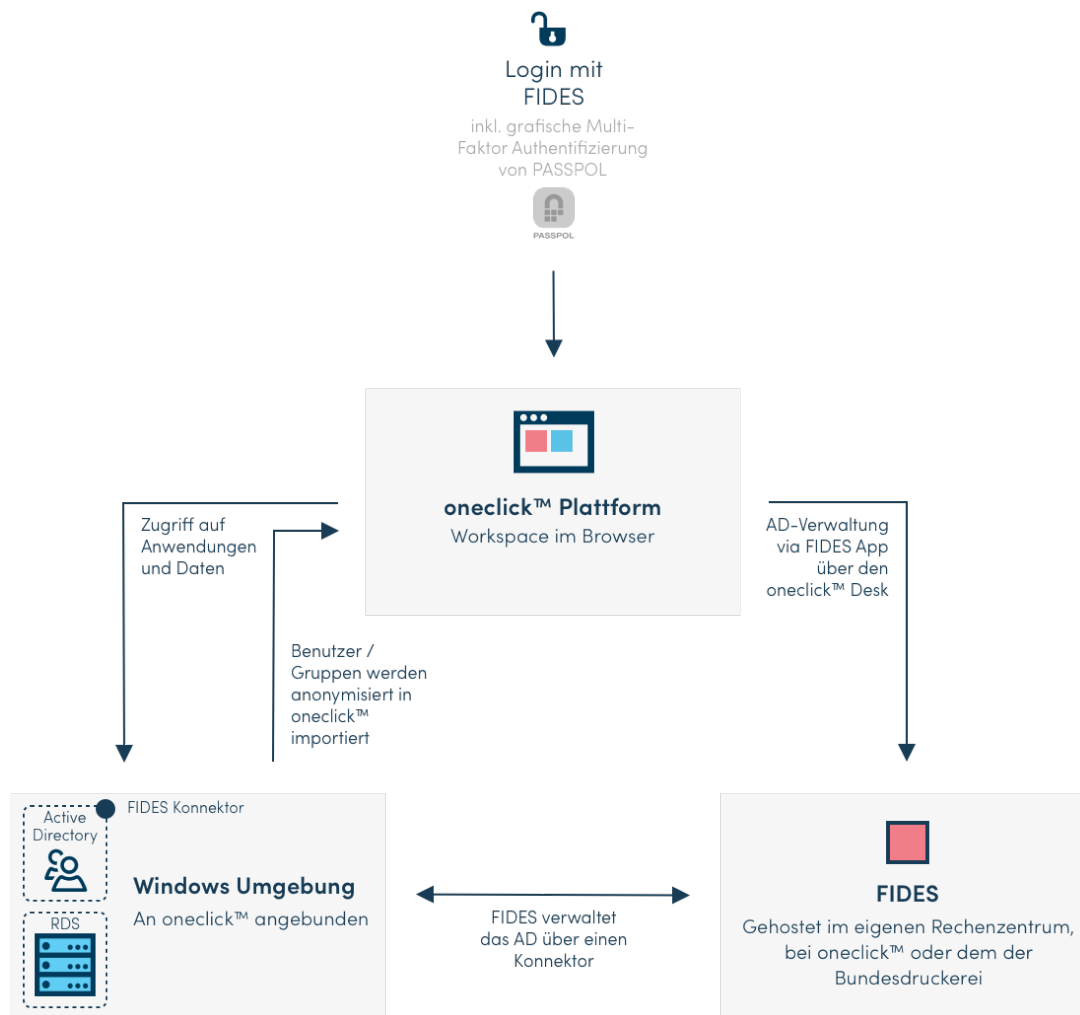 Login mit
FIDES
inkl. grafische Multi-
Faktor Authentifizierung
von PASSPOL
PASSPOL
oneclick™ Plattform
Workspace im Browser
Zugriff auf
Anwendungen
und Daten
AD-Verwaltung
via FIDES App
über den
oneclick™ Desk
Benutzer /
Gruppen werden
anonymisiert in
oneclick™
importiert
FIDES Konnektor
Active
Directory
Windows Umgebung
An oneclick™ angebunden
RDS
FIDES verwaltet
das AD über einen
Konnektor
FIDES
Gehostet im eigenen Rechenzentrum,
bei oneclick™ oder dem der
Bundesdruckerei